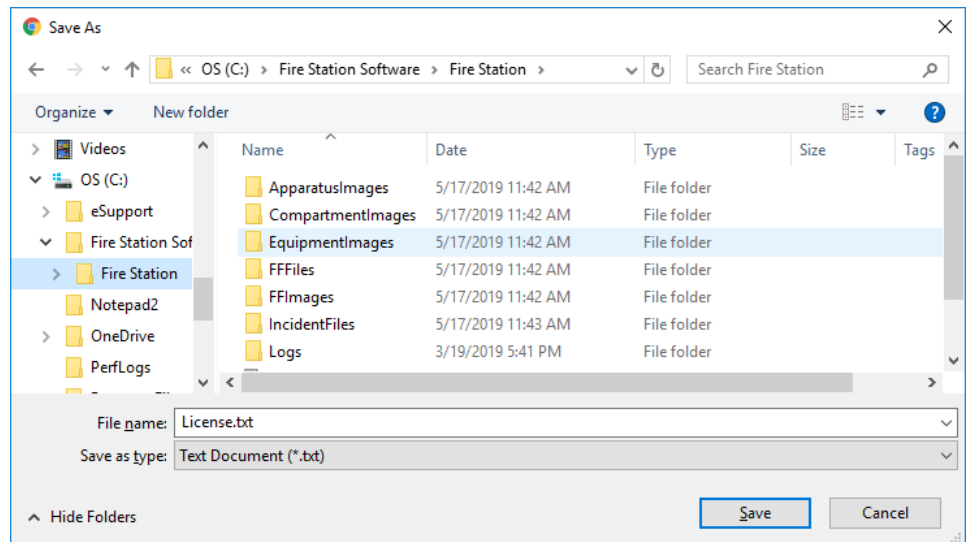 Save As
« OS (C:) > Fire Station Software > Fire Station >
Search Fire Station
Organize
New folder
?
Videos
OS (C:)
eSupport
Fire Station Sof
Fire Station
Notepad2
OneDrive
PerfLogs
Name Date Type Size Tags
ApparatusImages 5/17/2019 11:42 AM File folder
CompartmentImages 5/17/2019 11:42 AM File folder
EquipmentImages 5/17/2019 11:42 AM File folder
FFFiles 5/17/2019 11:42 AM File folder
FFImages 5/17/2019 11:42 AM File folder
IncidentFiles 5/17/2019 11:43 AM File folder
Logs 3/19/2019 5:41 PM File folder
File name: License.txt
Save as type: Text Document (*.txt)
Hide Folders
Save
Cancel